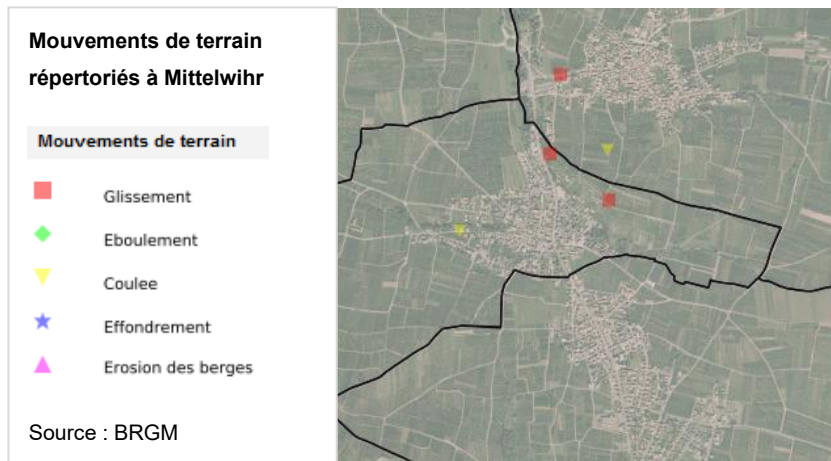 Mouvements de terrain
répertoriés à Mittelwihr
Mouvements de terrain
Glissement
Eboulement
Coulee
Effondrement
Erosion des berges
Source : BRGM